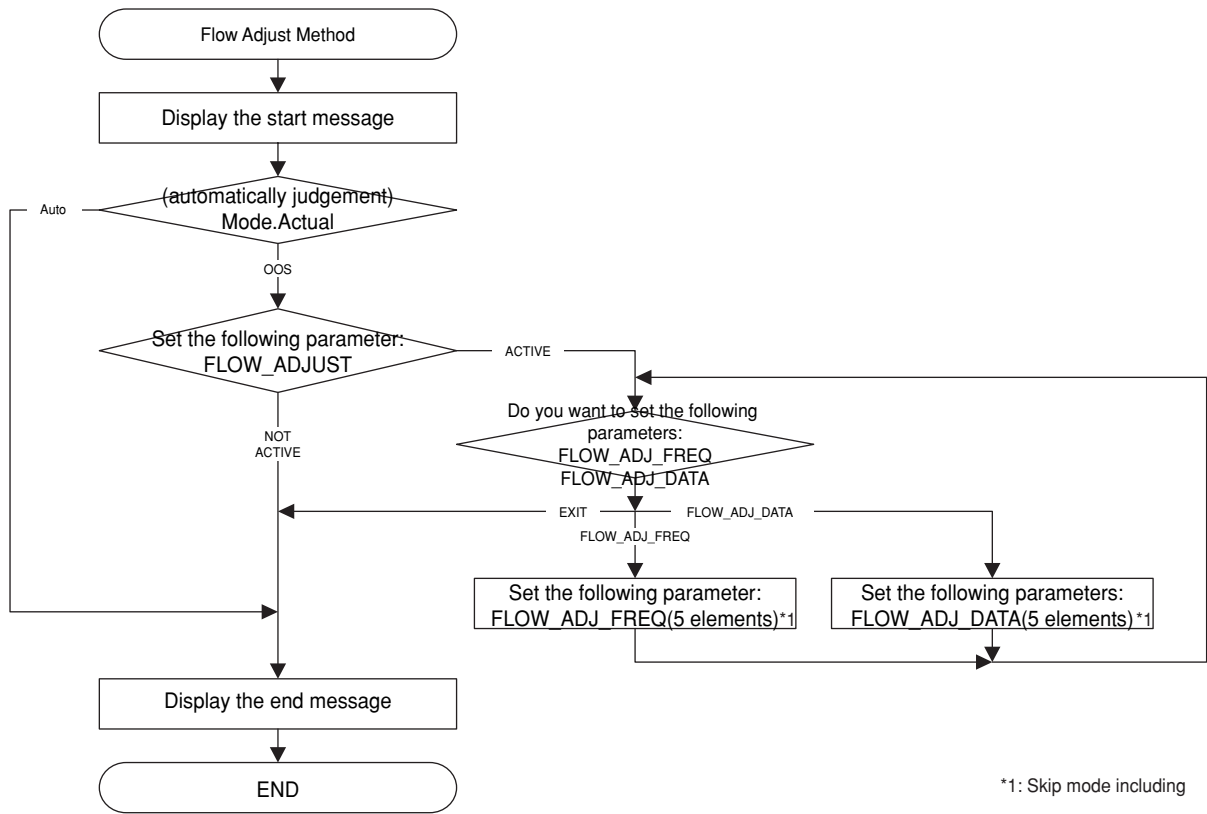 Flow Adjust Method
Display the start message
(automatically judgement)
Mode.Actual
Auto
OOS
Set the following parameter:
FLOW_ADJUST
ACTIVE
NOT
ACTIVE
Do you want to set the following
parameters:
FLOW_ADJ_FREQ
FLOW_ADJ_DATA
EXIT
FLOW_ADJ_DATA
FLOW_ADJ_FREQ
Set the following parameter:
FLOW_ADJ_FREQ(5 elements)*1
Set the following parameters:
FLOW_ADJ_DATA(5 elements)*1
Display the end message
END
*1: Skip mode including